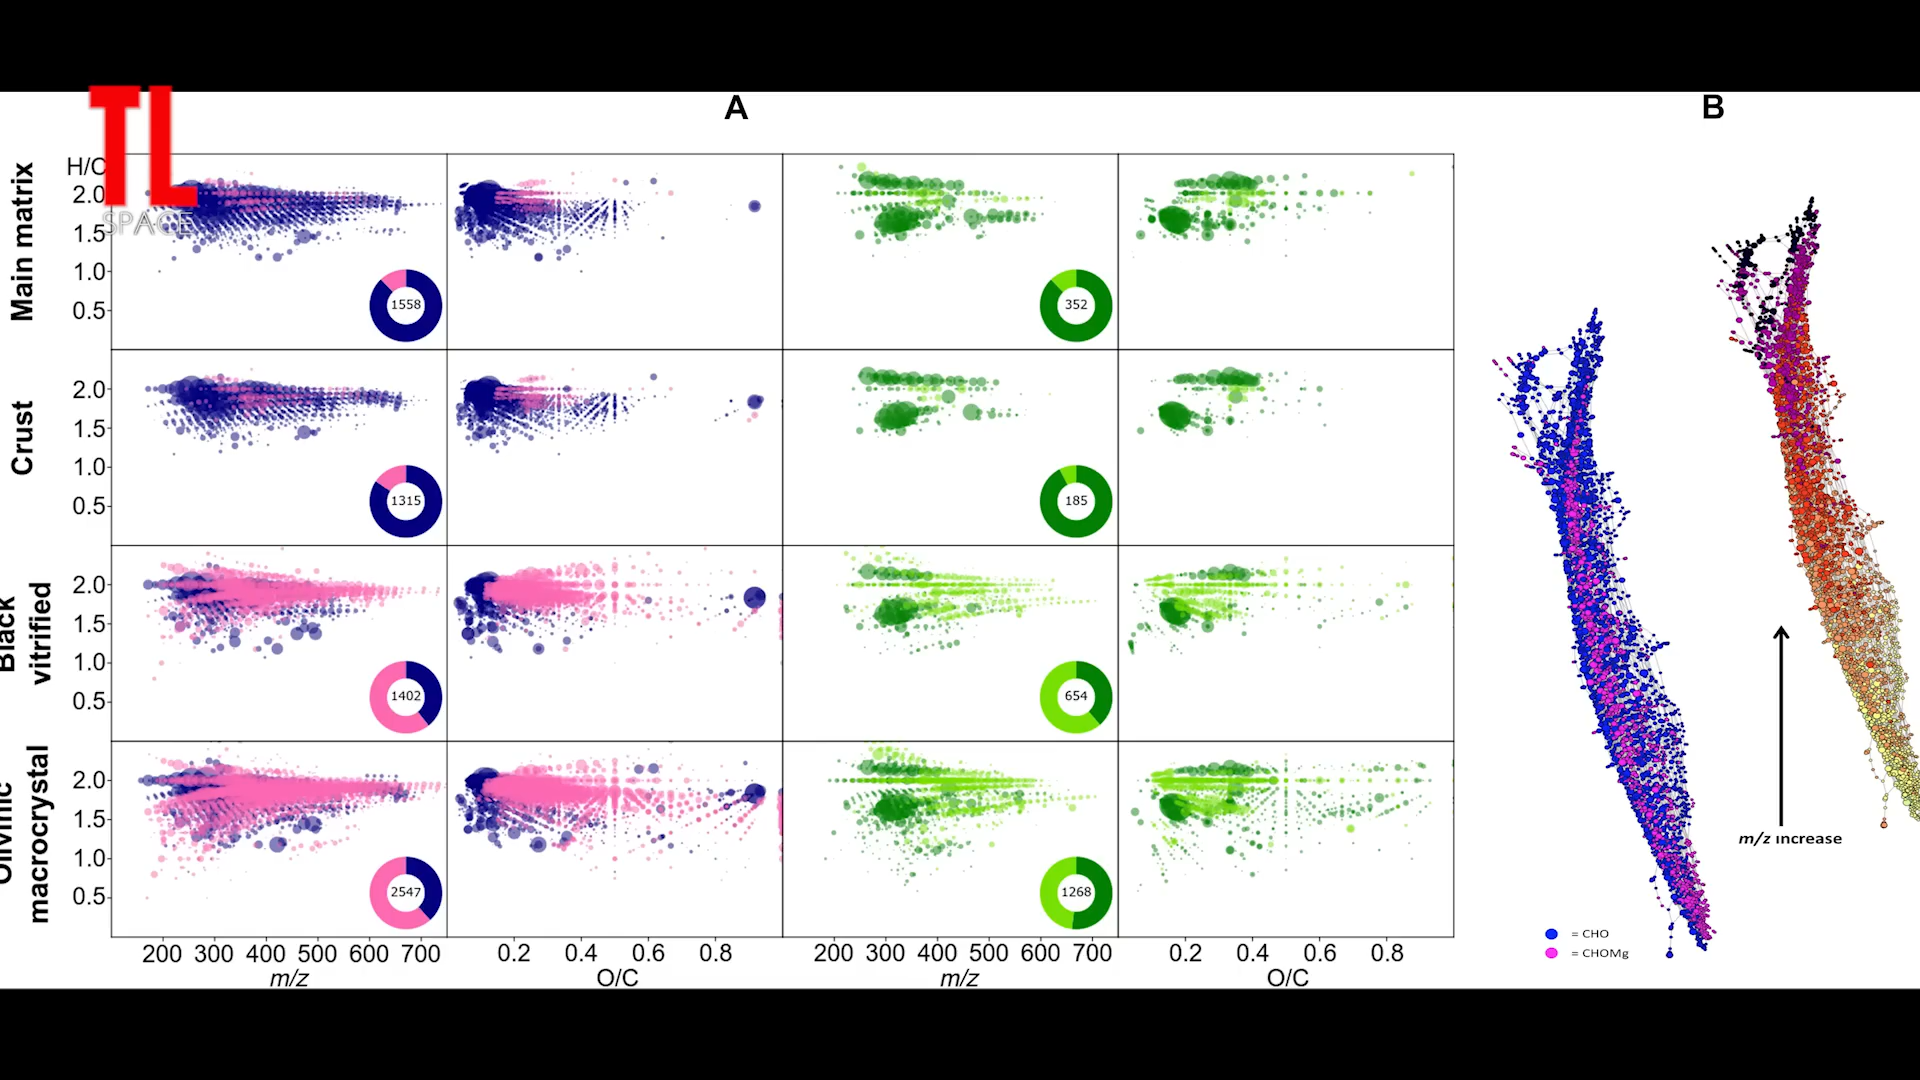 TL
SPACE
A
B
H/C
Main matrix
2.0
1.5
1.0
0.5
1558
352
Crust
2.0
1.5
1.0
0.5
1315
185
Black
vitrified
2.0
1.5
1.0
0.5
1402
654
Olivinic
macrocrystal
2.0
1.5
1.0
0.5
2547
1268
200 300 400 500 600 700
0.2 0.4 0.6 0.8
200 300 400 500 600 700
0.2 0.4 0.6 0.8
m/z
O/C
m/z
O/C
m/z increase
= CHO
= CHOMg